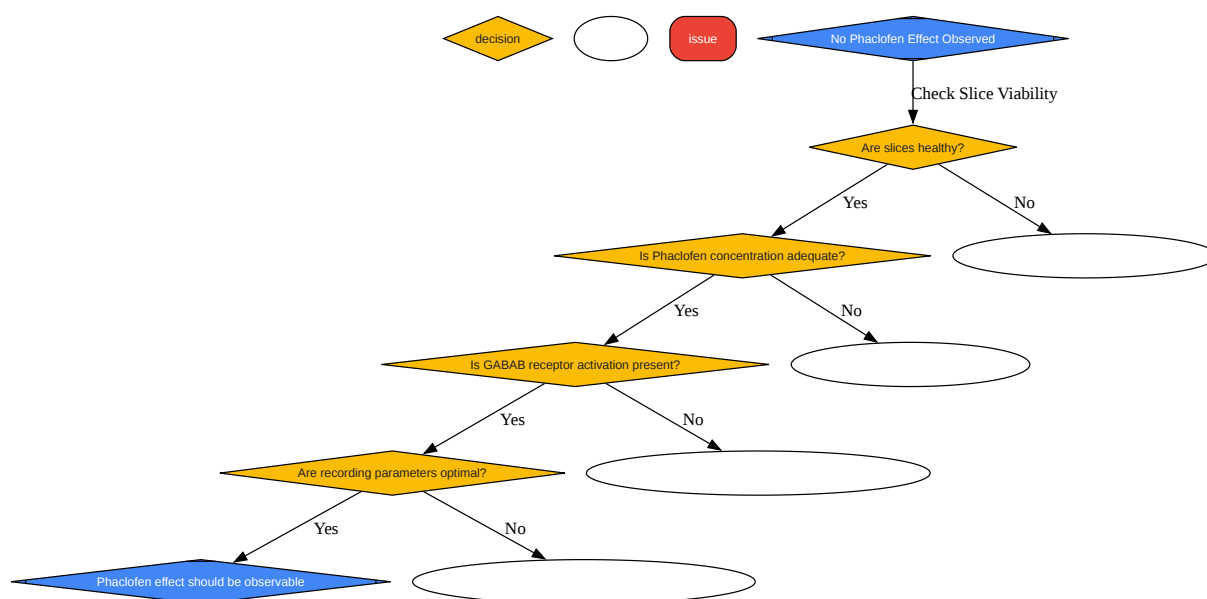 decision
issue
No Phaclofen Effect Observed
Check Slice Viability
Are slices healthy?
Yes
No
Is Phaclofen concentration adequate?
Yes
No
Is GABAB receptor activation present?
Yes
No
Are recording parameters optimal?
Yes
No
Phaclofen effect should be observable